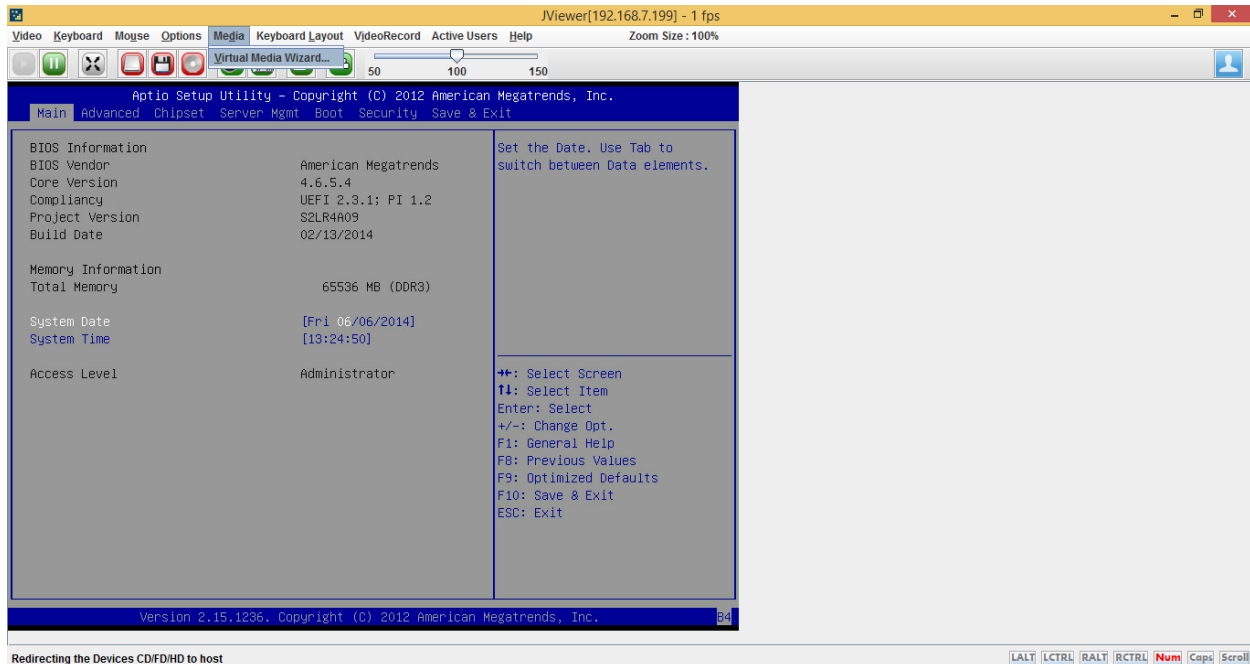 JViewer[192.168.7.199] - 1 fps
Video Keyboard Mouse Options Media Keyboard Layout VideoRecord Active Users Help Zoom Size : 100%
Virtual Media Wizard...
50 100 150
Aptio Setup Utility - Copyright (C) 2012 American Megatrends, Inc.
Main Advanced Chipset Server Mgmt Boot Security Save & Exit
BIOS Information
BIOS Vendor American Megatrends
Core Version 4.6.5.4
Compliancy UEFI 2.3.1; PI 1.2
Project Version S2LR4A09
Build Date 02/13/2014
Memory Information
Total Memory 65536 MB (DDR3)
System Date [Fri 06/06/2014]
System Time [13:24:50]
Access Level Administrator
Set the Date. Use Tab to
switch between Data elements.
→←: Select Screen
↑↓: Select Item
Enter: Select
+/-: Change Opt.
F1: General Help
F8: Previous Values
F9: Optimized Defaults
F10: Save & Exit
ESC: Exit
Version 2.15.1236. Copyright (C) 2012 American Megatrends, Inc.
B4
Redirecting the Devices CD/FD/HD to host
LALT LCTRL RALT RCTRL Num Caps Scroll